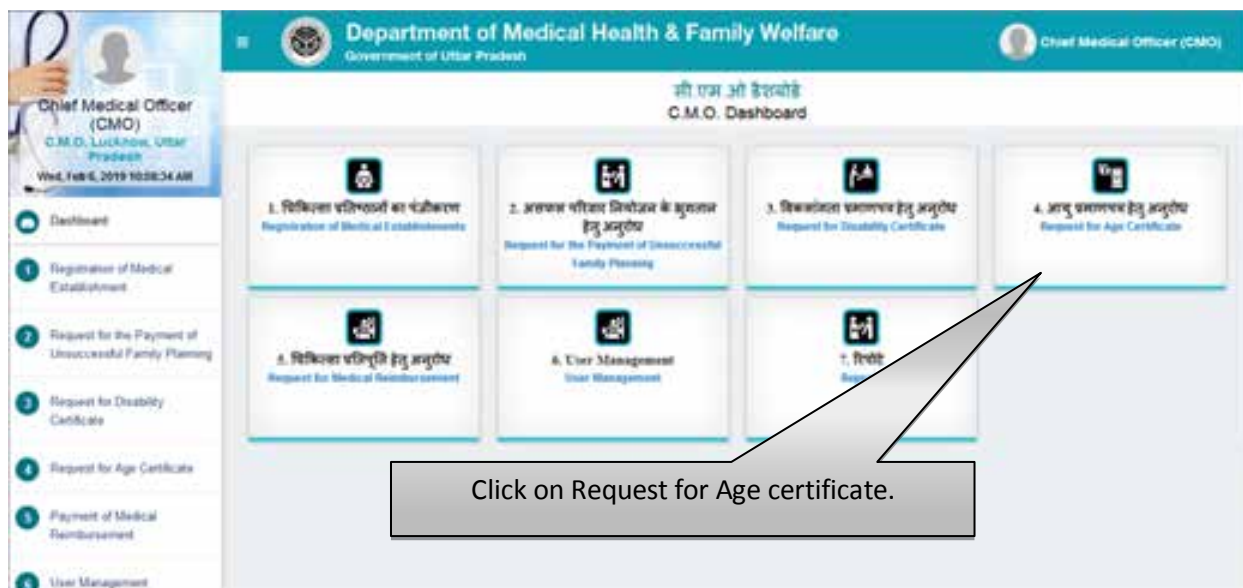 Department of Medical Health & Family Welfare
Government of Uttar Pradesh
Chief Medical Officer (CMO)
Chief Medical Officer
(CMO)
C.M.O, Lucknow, Uttar
Pradesh
Wed, Feb 6, 2019 10:08:34 AM
सी एम ओ डैशबोर्ड
C.M.O. Dashboard
1. चिकित्सा प्रतिष्ठानों का पंजीकरण
Registration of Medical Establishments
2. असफल परिवार नियोजन के भुगतान
हेतु अनुरोध
Request for the Payment of Unsuccessful
Family Planning
3. विकलांगता प्रमाणपत्र हेतु अनुरोध
Request for Disability Certificate
4. आयु प्रमाणपत्र हेतु अनुरोध
Request for Age Certificate
5. चिकित्सा प्रतिपूर्ति हेतु अनुरोध
Request for Medical Reimbursement
6. User Management
User Management
7. रिपोर्ट
Click on Request for Age certificate.
Dashboard
1 Registration of Medical
Establishment
2 Request for the Payment of
Unsuccessful Family Planning
3 Request for Disability
Certificate
4 Request for Age Certificate
5 Payment of Medical
Reimbursement
6 User Management